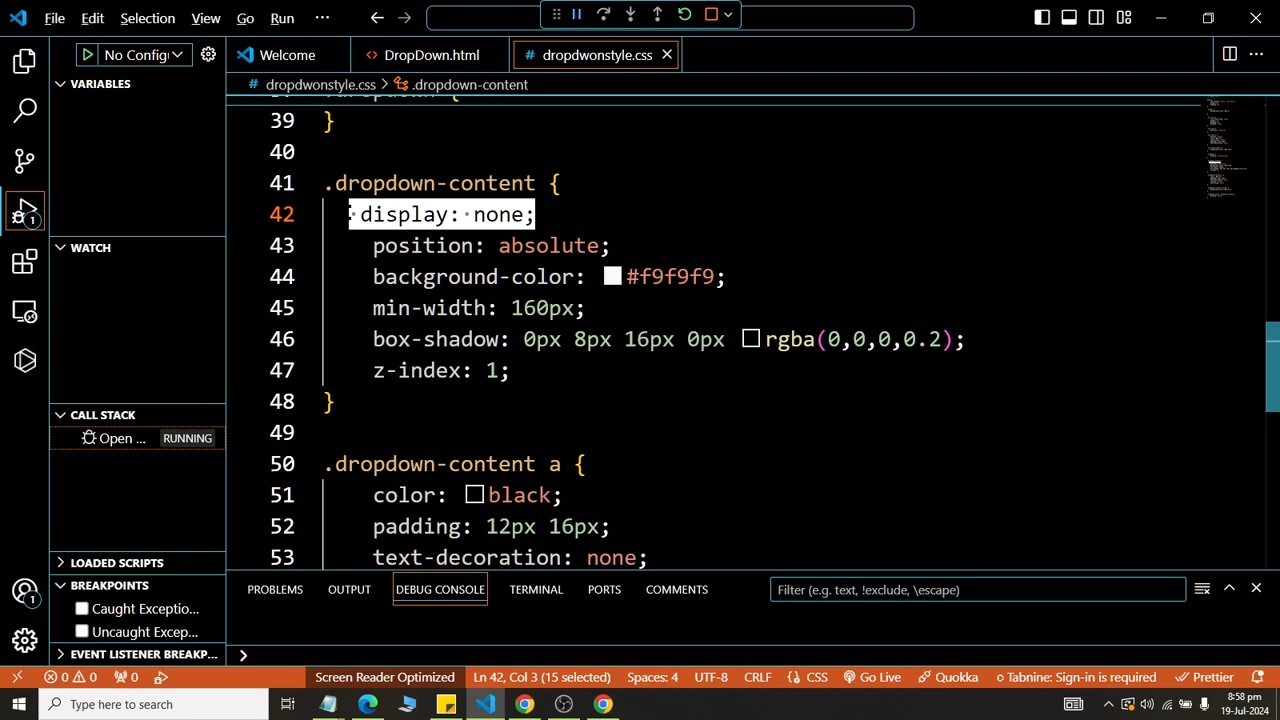 File Edit Selection View Go Run ···
No Config
Welcome
DropDown.html
# dropdwonstyle.css
# dropdwonstyle.css > .dropdown-content
VARIABLES
39 }
40
41 .dropdown-content {
42 display: none;
43 position: absolute;
44 background-color: #f9f9f9;
45 min-width: 160px;
46 box-shadow: 0px 8px 16px 0px rgba(0,0,0,0.2);
47 z-index: 1;
48 }
49
50 .dropdown-content a {
51 color: black;
52 padding: 12px 16px;
53 text-decoration: none;
WATCH
CALL STACK
Open ... RUNNING
LOADED SCRIPTS
BREAKPOINTS
Caught Exceptio...
Uncaught Excep...
EVENT LISTENER BREAKP...
1
1
PROBLEMS OUTPUT DEBUG CONSOLE TERMINAL PORTS COMMENTS
Filter (e.g. text, !exclude, \escape)
0 0 0 Screen Reader Optimized Ln 42, Col 3 (15 selected) Spaces: 4 UTF-8 CRLF CSS Go Live Quokka Tabnine: Sign-in is required Prettier
Type here to search
8:58 pm
19-Jul-2024